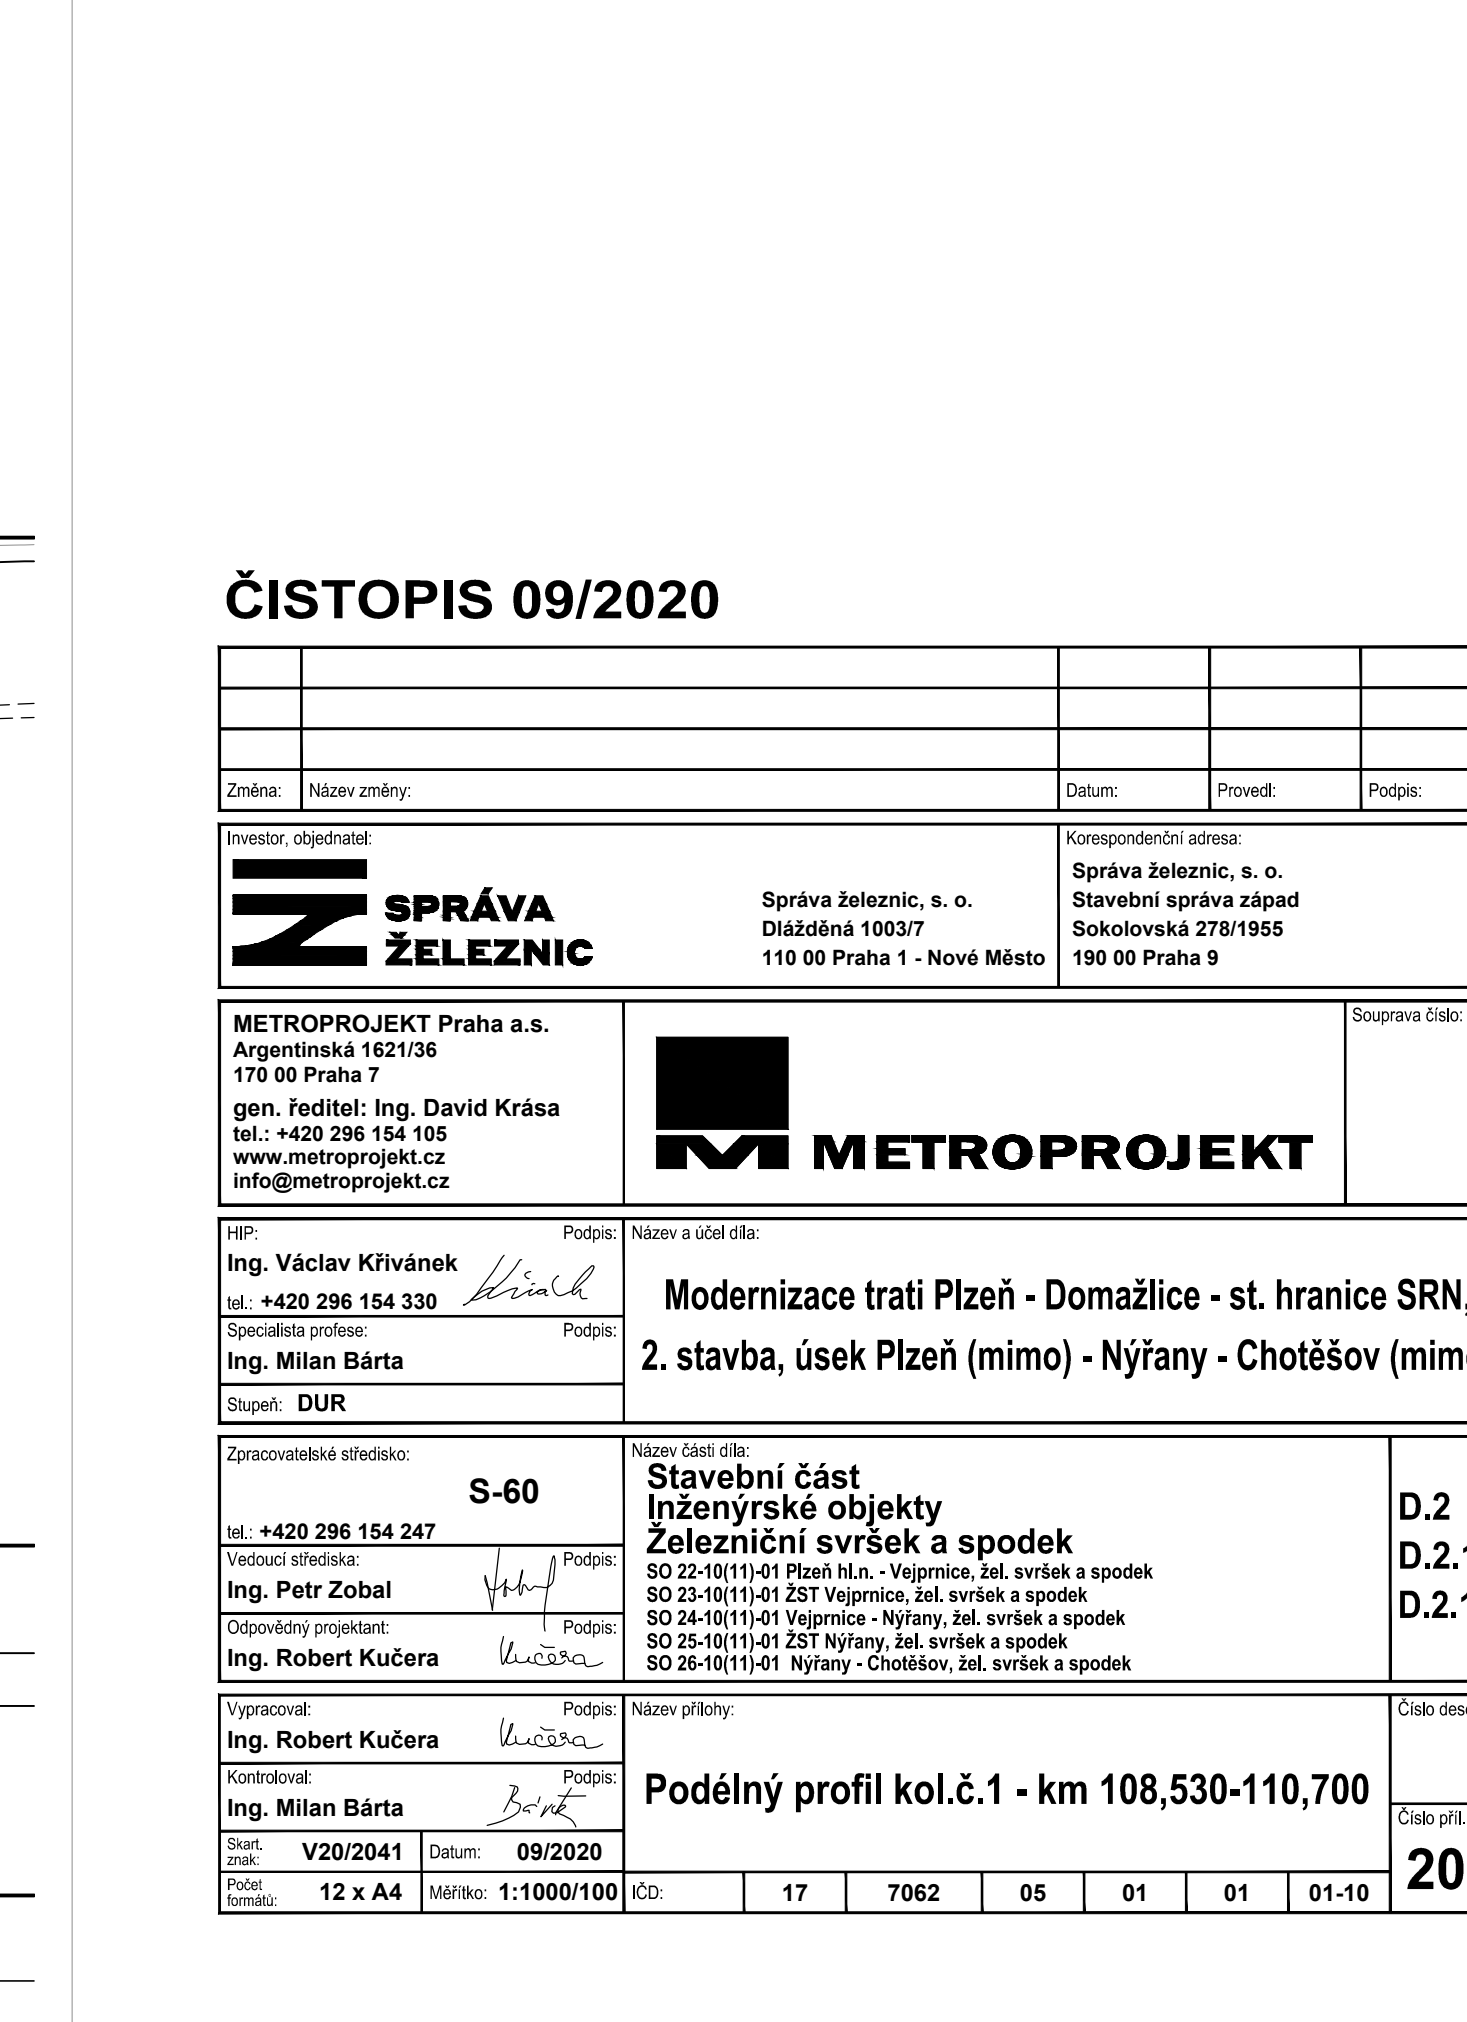 ČISTOPIS 09/2020
Změna: Název změny: Datum: Provedl: Podpis:
Investor, objednatel:
SPRÁVA
ŽELEZNIC
Správa železnic, s. o.
Dlážděná 1003/7
110 00 Praha 1 - Nové Město
Korespondenční adresa:
Správa železnic, s. o.
Stavební správa západ
Sokolovská 278/1955
190 00 Praha 9
METROPROJEKT Praha a.s.
Argentinská 1621/36
170 00 Praha 7
gen. ředitel: Ing. David Krása
tel.: +420 296 154 105
www.metroprojekt.cz
info@metroprojekt.cz
METROPROJEKT
Souprava číslo:
HIP: Podpis:
Ing. Václav Křivánek
tel.: +420 296 154 330
Specialista profese: Podpis:
Ing. Milan Bárta
Stupeň: DUR
Název a účel díla:
Modernizace trati Plzeň - Domažlice - st. hranice SRN,
2. stavba, úsek Plzeň (mimo) - Nýřany - Chotěšov (mim
Zpracovatelské středisko:
S-60
tel.: +420 296 154 247
Vedoucí střediska: Podpis:
Ing. Petr Zobal
Odpovědný projektant: Podpis:
Ing. Robert Kučera Kučera
Název části díla:
Stavební část
Inženýrské objekty
Železniční svršek a spodek
SO 22-10(11)-01 Plzeň hl.n. - Vejprnice, žel. svršek a spodek
SO 23-10(11)-01 ŽST Vejprnice, žel. svršek a spodek
SO 24-10(11)-01 Vejprnice - Nýřany, žel. svršek a spodek
SO 25-10(11)-01 ŽST Nýřany, žel. svršek a spodek
SO 26-10(11)-01 Nýřany - Chotěšov, žel. svršek a spodek
D.2
D.2.1
D.2.1
Vypracoval: Podpis:
Ing. Robert Kučera Kučera
Kontroloval: Podpis:
Ing. Milan Bárta Bárta
Skart.
znak: V20/2041 Datum: 09/2020
Počet
formátů: 12 x A4 Měřítko: 1:1000/100
Název přílohy:
Podélný profil kol.č.1 - km 108,530-110,700
IČD: 17 7062 05 01 01 01-10
Číslo des
Číslo příl.
20